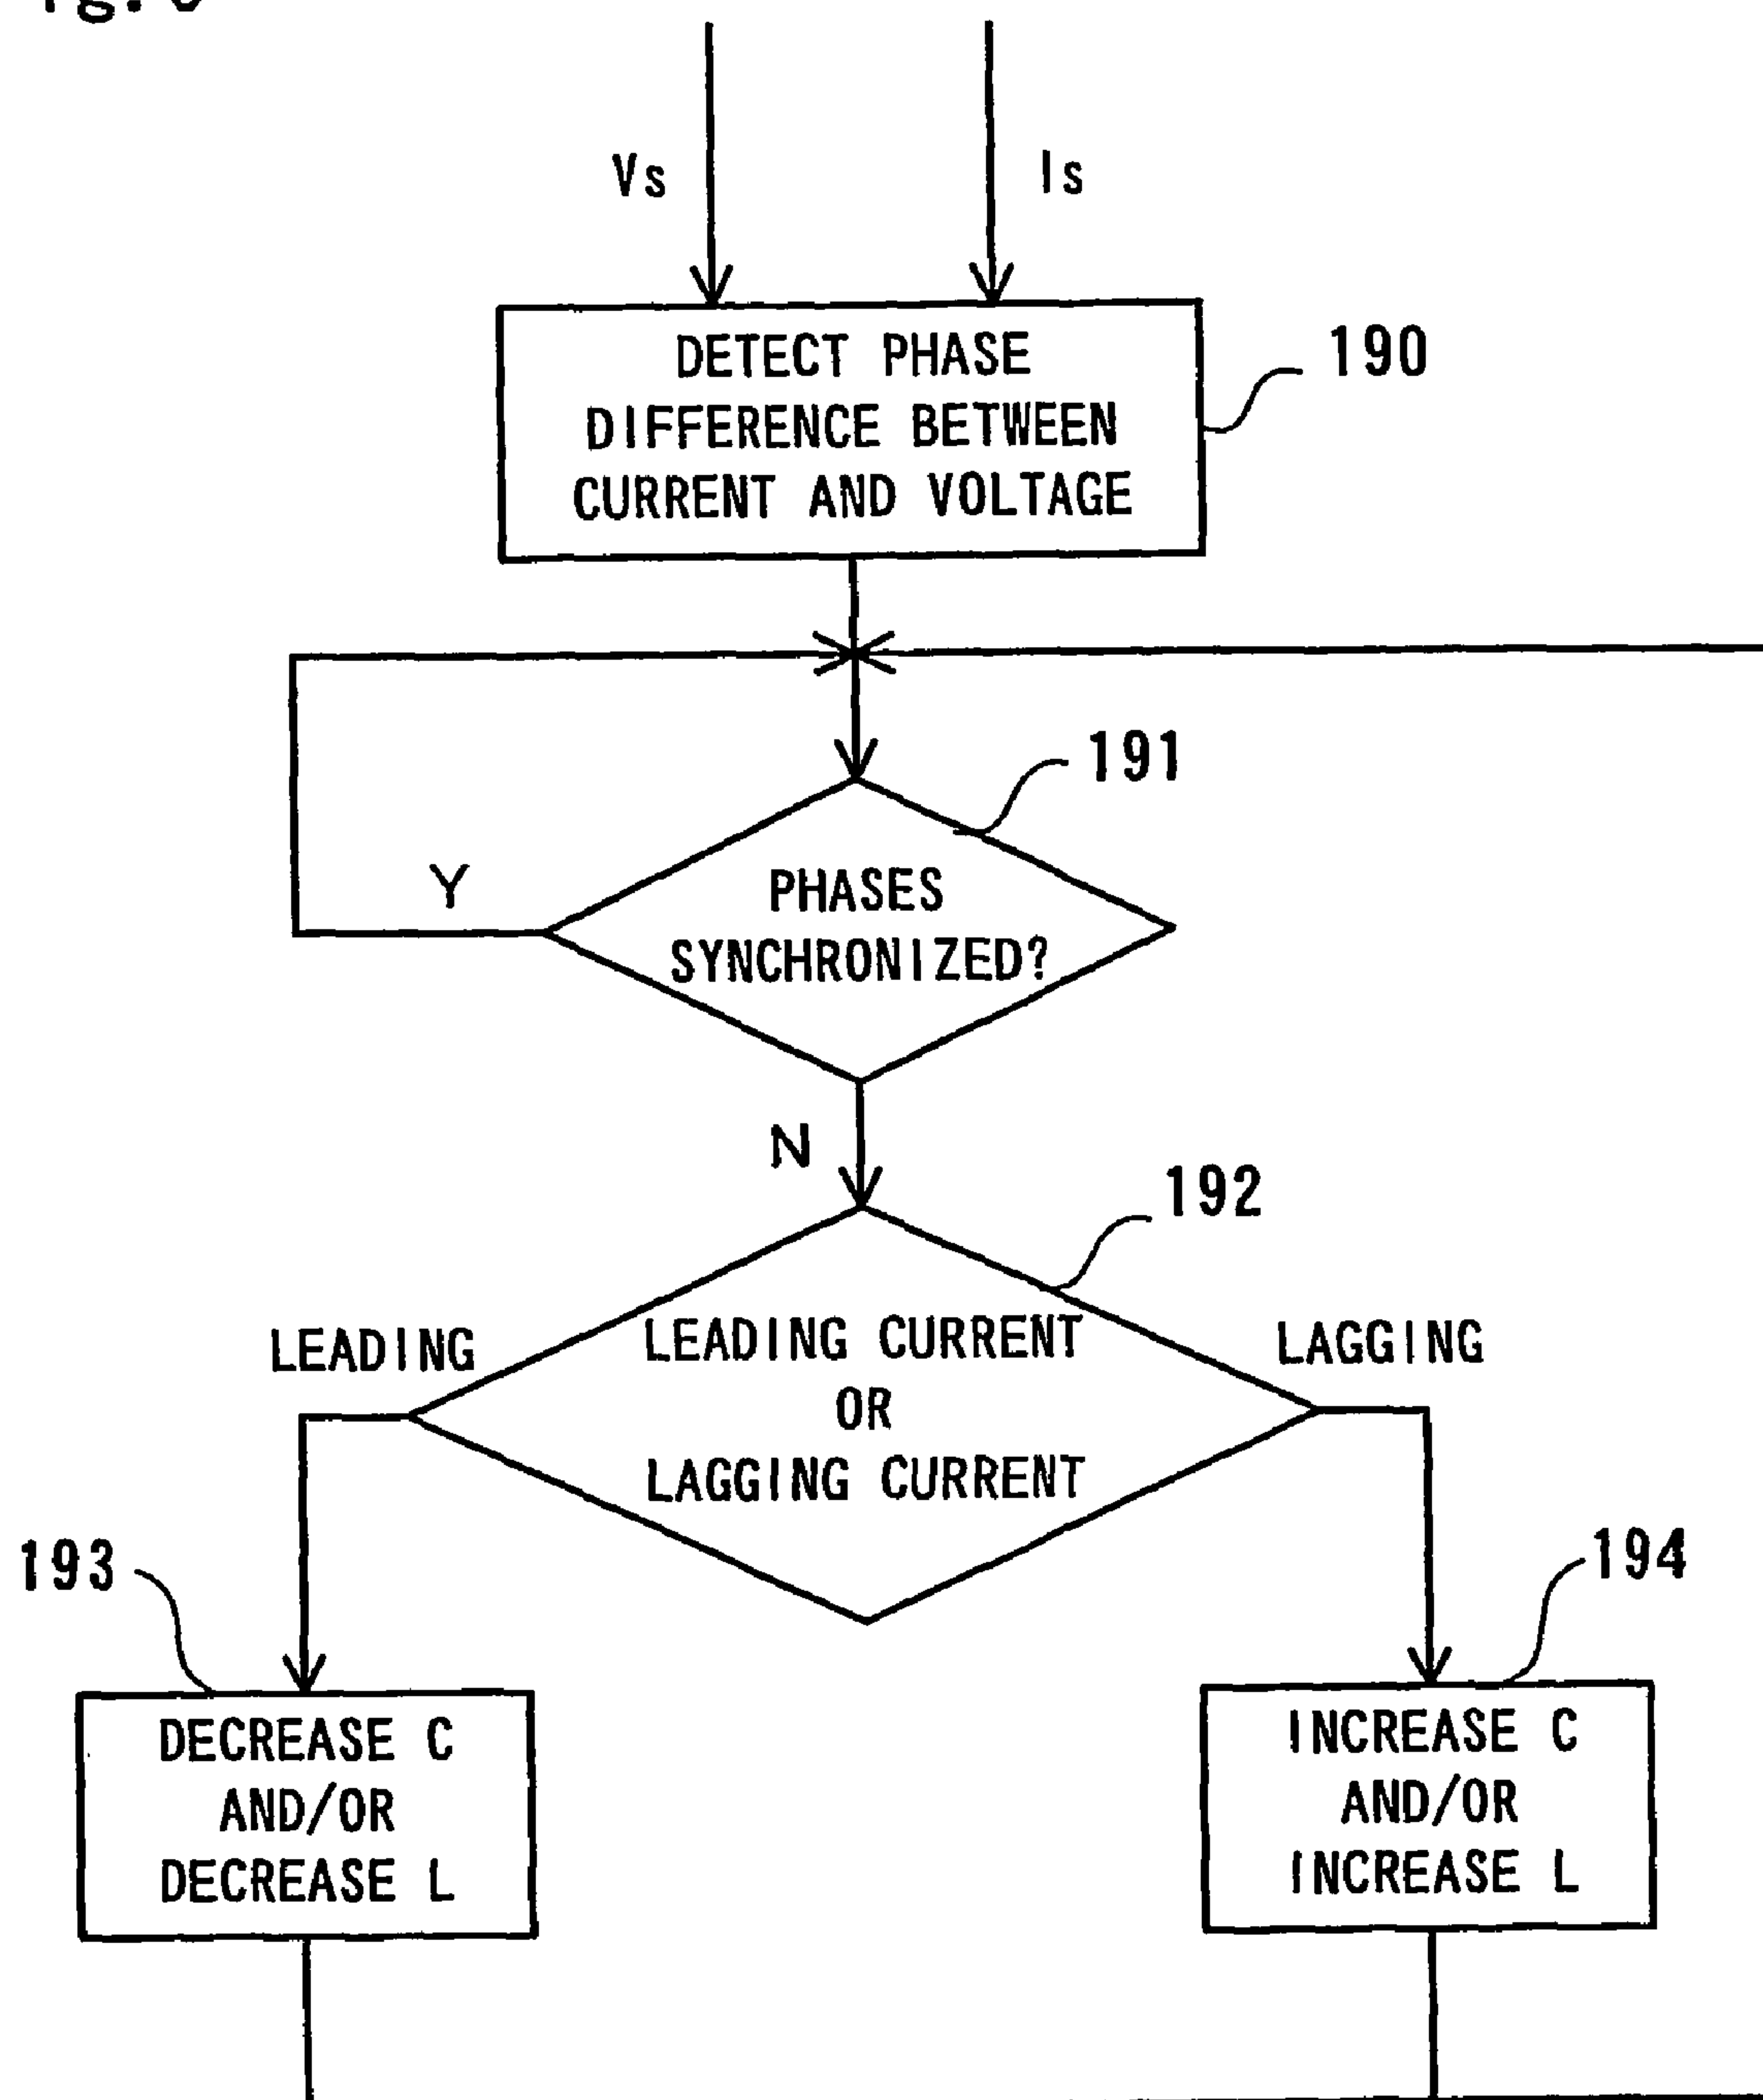 Vs
Is
DETECT PHASE
DIFFERENCE BETWEEN
CURRENT AND VOLTAGE
190
191
Y
PHASES
SYNCHRONIZED?
N
192
LEADING
LEADING CURRENT
OR
LAGGING CURRENT
LAGGING
193
194
DECREASE C
AND/OR
DECREASE L
INCREASE C
AND/OR
INCREASE L